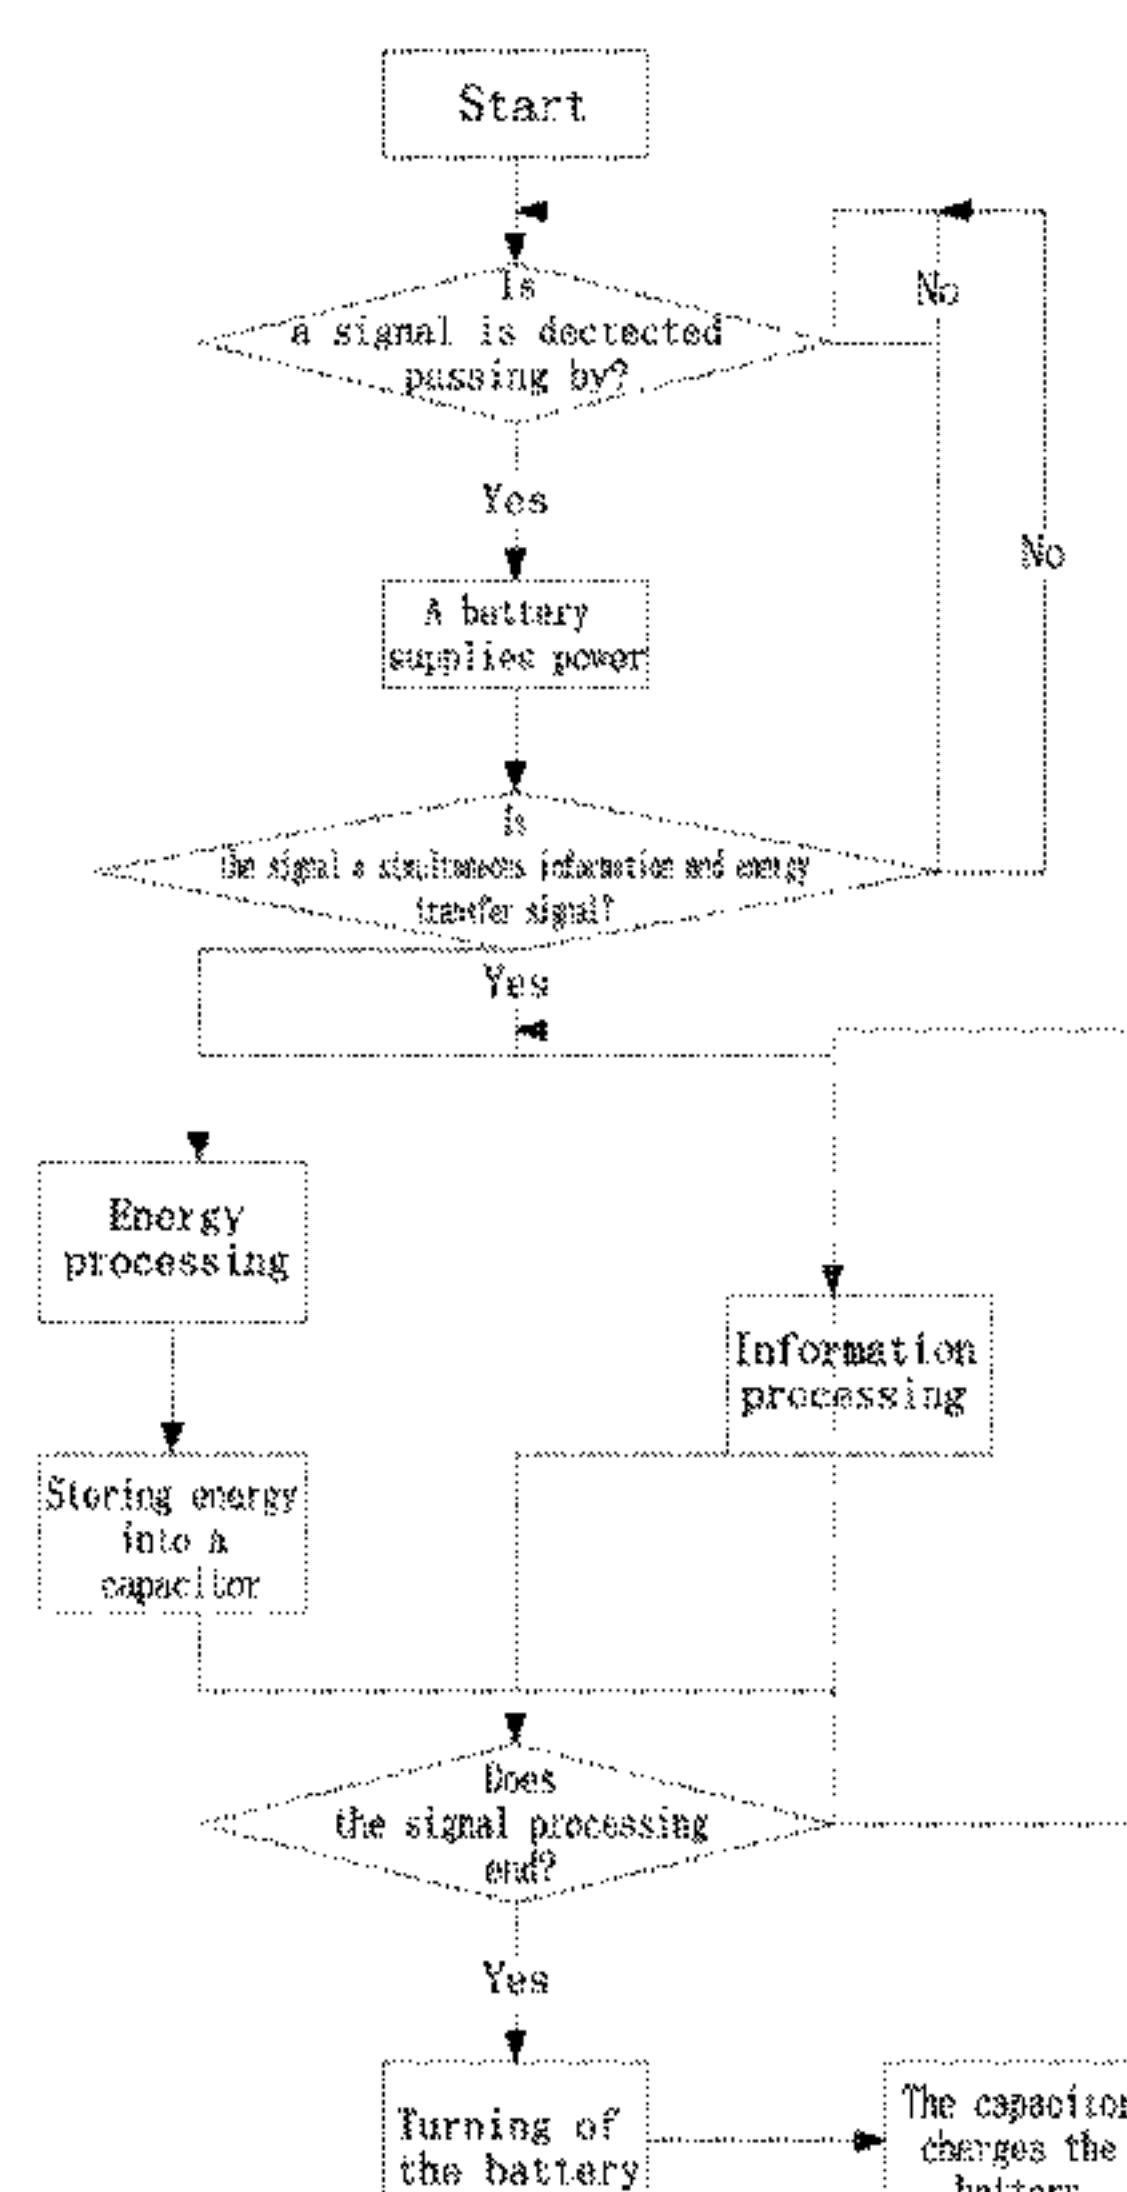 Start
Is
No
a signal is dectected
passing by?
Yes
No
A battery
supplies power
is
the signal a simultaneous information and energy
transfer signal?
Yes
Energy
processing
Information
processing
Storing energy
into a
capacitor
Does
the signal processing
end?
Yes
Turning of
the battery
The capacitor
charges the
battery